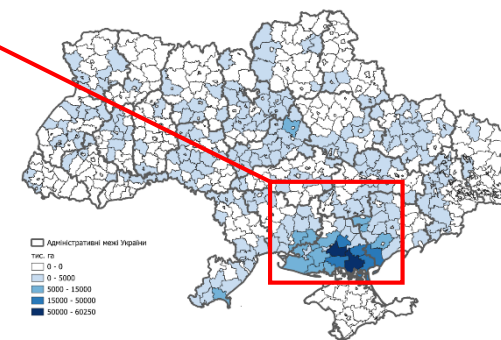 Адміністративні межі України
тис. га
0 - 0
0 - 5000
5000 - 15000
15000 - 50000
50000 - 60250